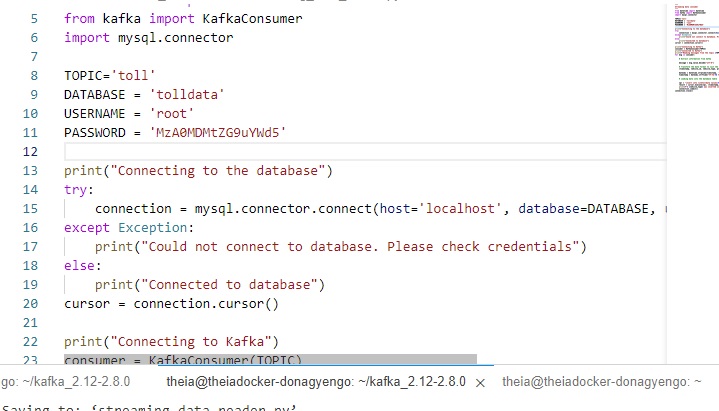 5 from kafka import KafkaConsumer
6 import mysql.connector
7
8 TOPIC='toll'
9 DATABASE = 'tolldata'
10 USERNAME = 'root'
11 PASSWORD = 'MzA0MDMtZG9uYWd5'
12
13 print("Connecting to the database")
14 try:
15     connection = mysql.connector.connect(host='localhost', database=DATABASE,
16 except Exception:
17     print("Could not connect to database. Please check credentials")
18 else:
19     print("Connected to database")
20 cursor = connection.cursor()
21
22 print("Connecting to Kafka")
23 consumer = KafkaConsumer(TOPIC)
go: ~/kafka_2.12-2.8.0 theia@theiadocker-donagyengo: ~/kafka_2.12-2.8.0 × theia@theiadocker-donagyengo: ~
Saving to: ‘streaming_data_reader.py’